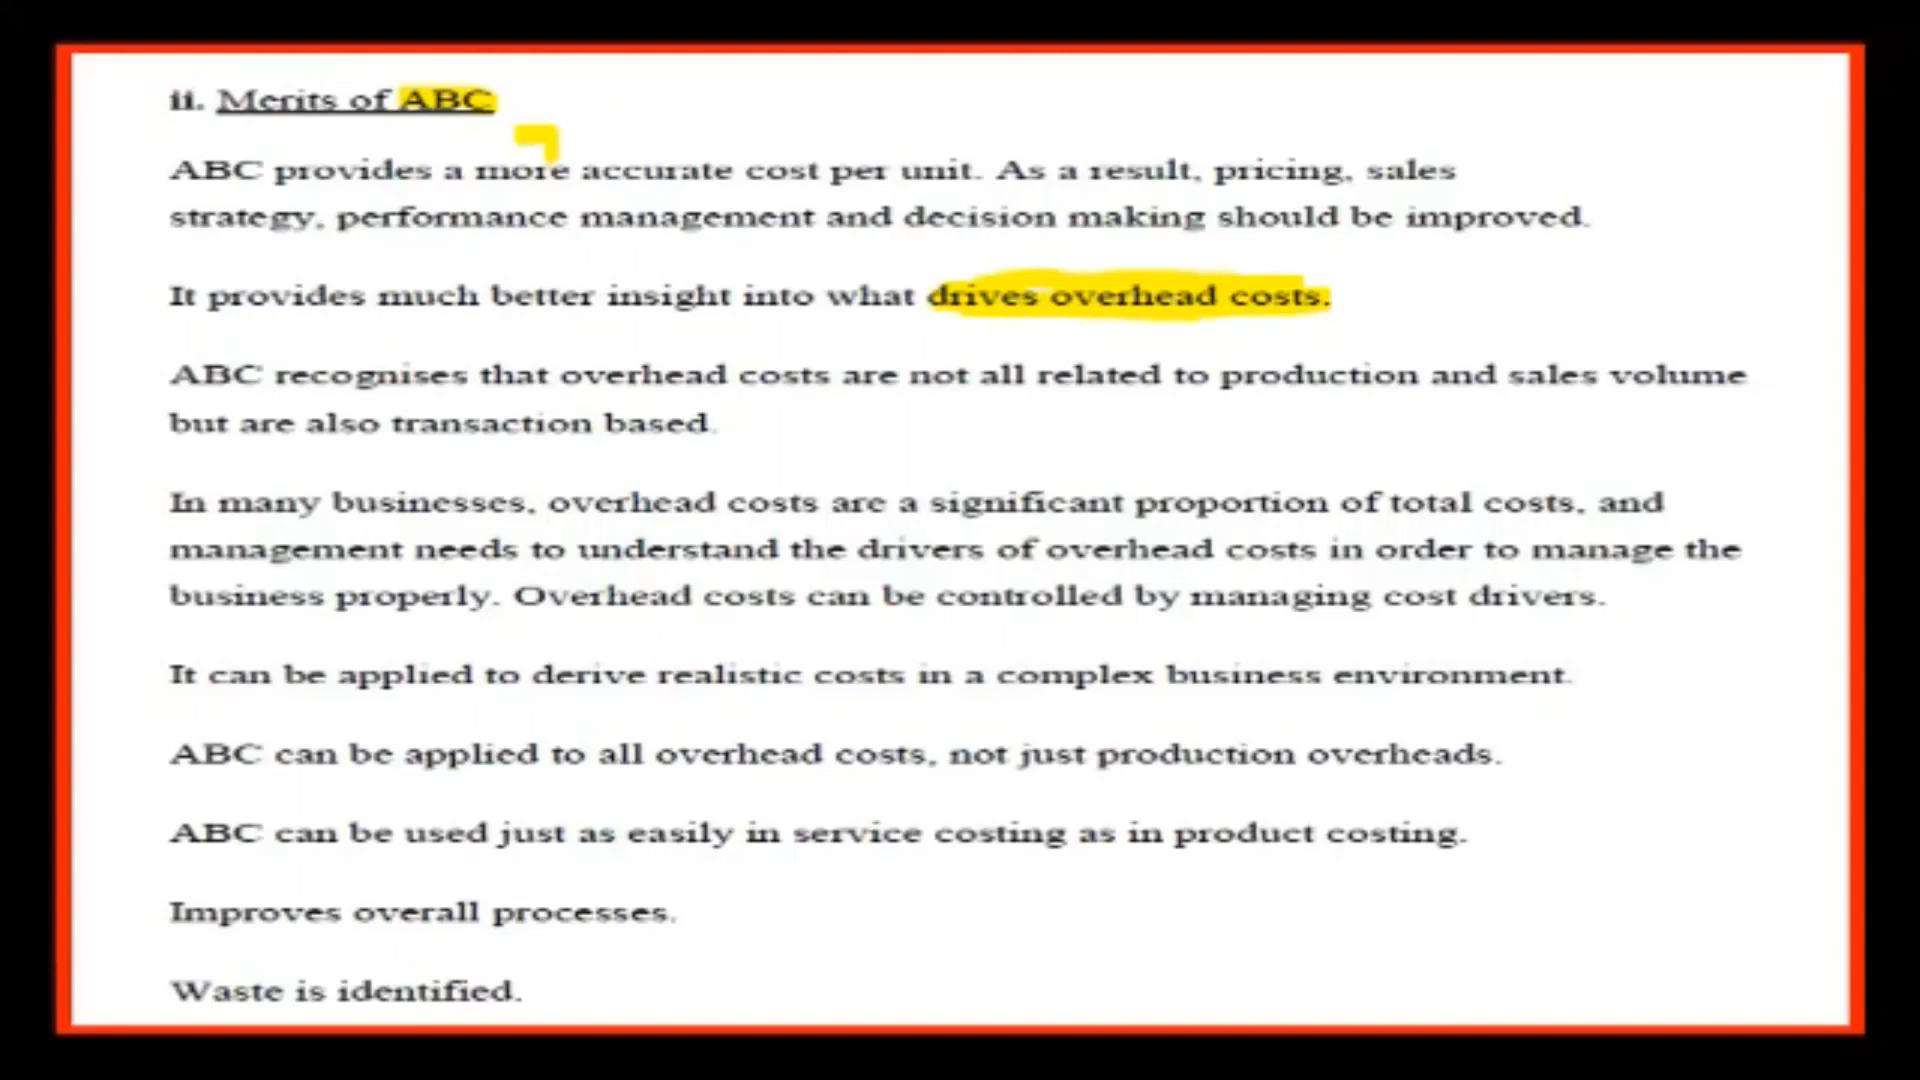 ii. Merits of ABC
ABC provides a more accurate cost per unit. As a result, pricing, sales
strategy, performance management and decision making should be improved.
It provides much better insight into what drives overhead costs.
ABC recognises that overhead costs are not all related to production and sales volume
but are also transaction based.
In many businesses, overhead costs are a significant proportion of total costs, and
management needs to understand the drivers of overhead costs in order to manage the
business properly. Overhead costs can be controlled by managing cost drivers.
It can be applied to derive realistic costs in a complex business environment.
ABC can be applied to all overhead costs, not just production overheads.
ABC can be used just as easily in service costing as in product costing.
Improves overall processes.
Waste is identified.